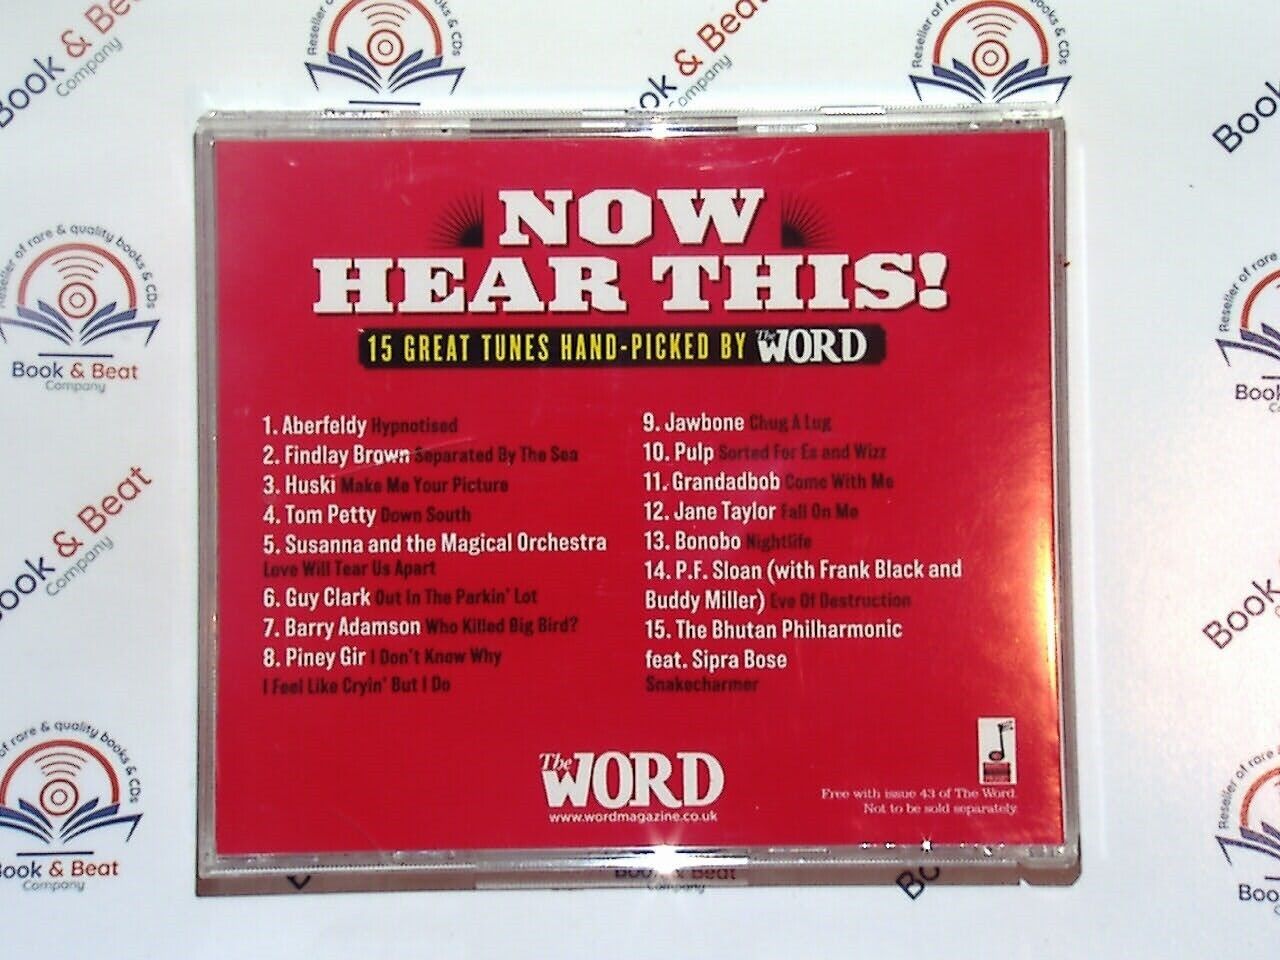 NOW
HEAR THIS!
15 GREAT TUNES HAND-PICKED BY The WORD
1. Aberfeldy Hypnotised
2. Findlay Brown Separated By The Sea
3. Huski Make Me Your Picture
4. Tom Petty Down South
5. Susanna and the Magical Orchestra
Love Will Tear Us Apart
6. Guy Clark Out In The Parkin' Lot
7. Barry Adamson Who Killed Big Bird?
8. Piney Gir I Don't Know Why
I Feel Like Cryin' But I Do
9. Jawbone Chug A Lug
10. Pulp Sorted For Es and Wizz
11. Grandadbob Come With Me
12. Jane Taylor Fall On Me
13. Bonobo Nightlife
14. P.F. Sloan (with Frank Black and
Buddy Miller) Eve Of Destruction
15. The Bhutan Philharmonic
feat. Sipra Bose
Snakecharmer
The WORD
www.wordmagazine.co.uk
Free with issue 43 of The Word.
Not to be sold separately.
Reseller of rare & quality books & CDs
Book & Beat
Company